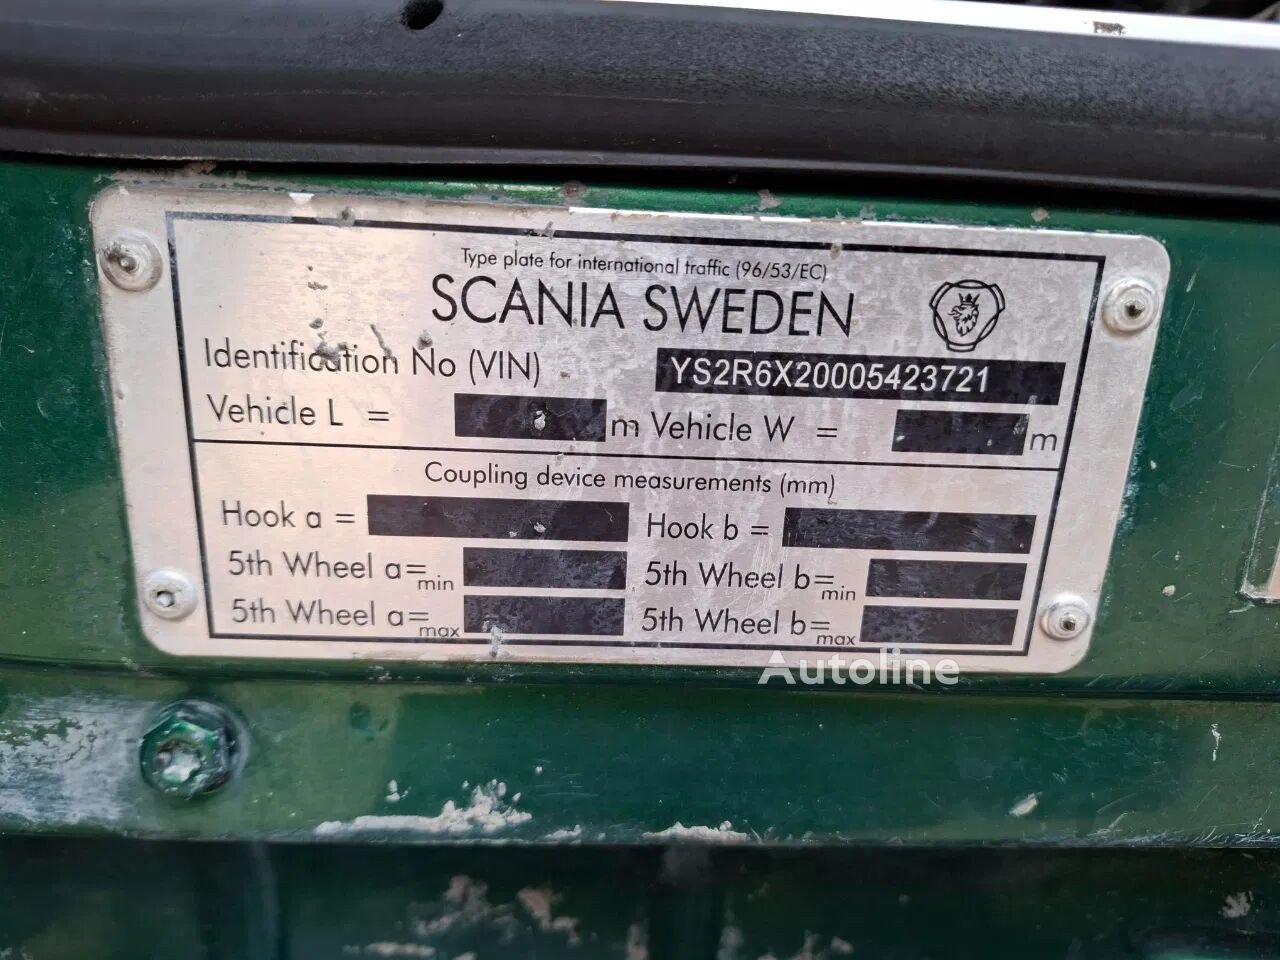 Type plate for international traffic (96/53/EC)
SCANIA SWEDEN
Identification No (VIN) YS2R6X20005423721
Vehicle L = m Vehicle W = m
Coupling device measurements (mm)
Hook a = Hook b =
5th Wheel a=min 5th Wheel b=min
5th Wheel a=max 5th Wheel b=max
Autoline